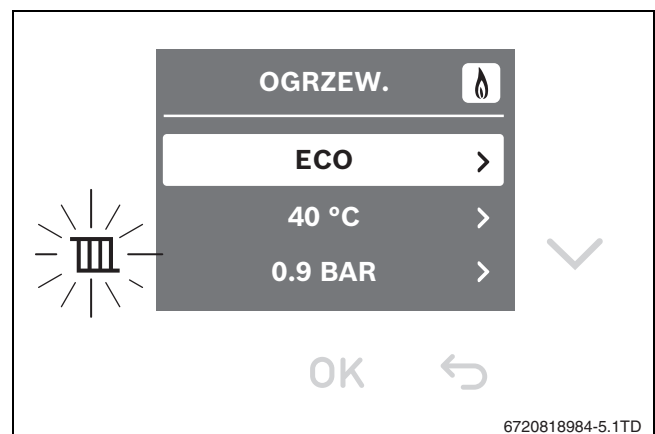 OGRZEW.
ECO >
40 °C >
0.9 BAR >
OK
6720818984-5.1TD